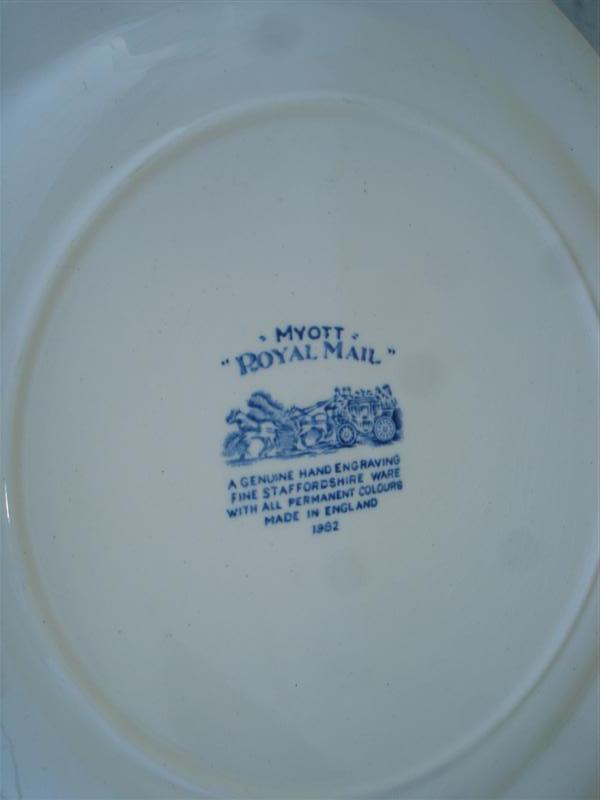 · MYOTT ·
"ROYAL MAIL"
A GENUINE HAND ENGRAVING
FINE STAFFORDSHIRE WARE
WITH ALL PERMANENT COLOURS
MADE IN ENGLAND
1982